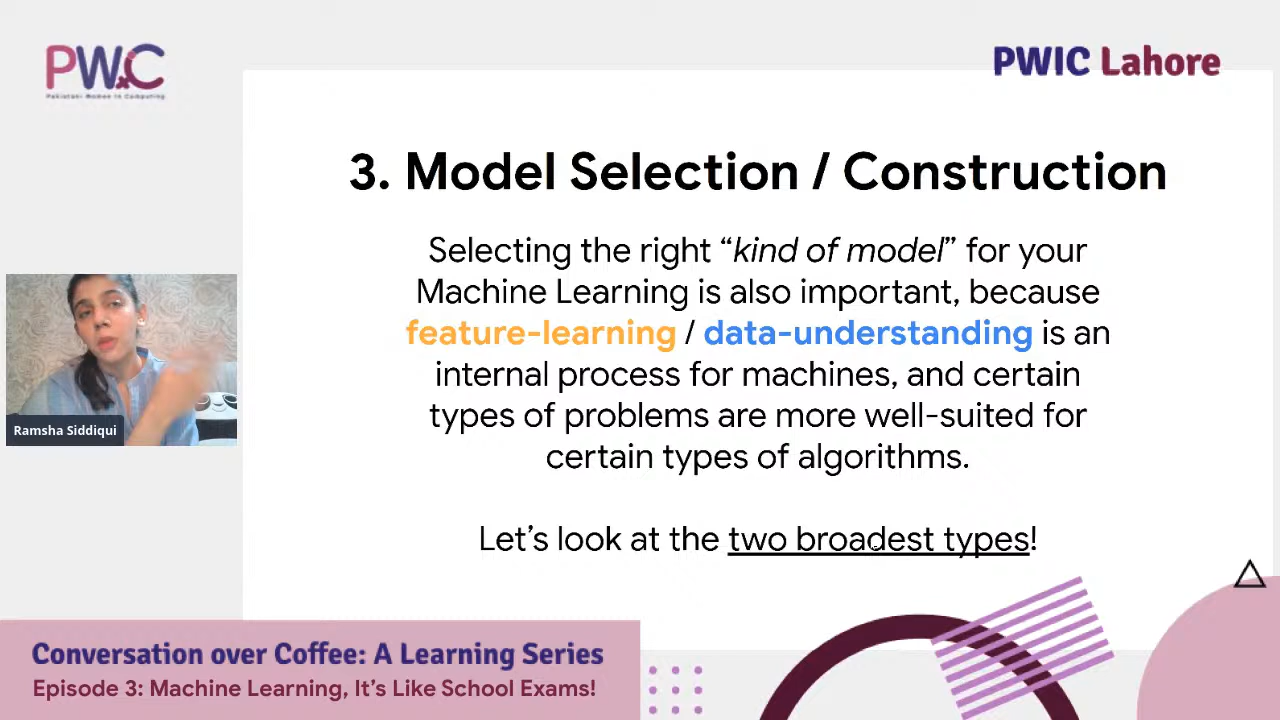 PWiC
Pakistani Women in Computing
PWIC Lahore
3. Model Selection / Construction
Selecting the right “kind of model” for your
Machine Learning is also important, because
feature-learning / data-understanding is an
internal process for machines, and certain
types of problems are more well-suited for
certain types of algorithms.
Let’s look at the two broadest types!
Ramsha Siddiqui
Conversation over Coffee: A Learning Series
Episode 3: Machine Learning, It’s Like School Exams!